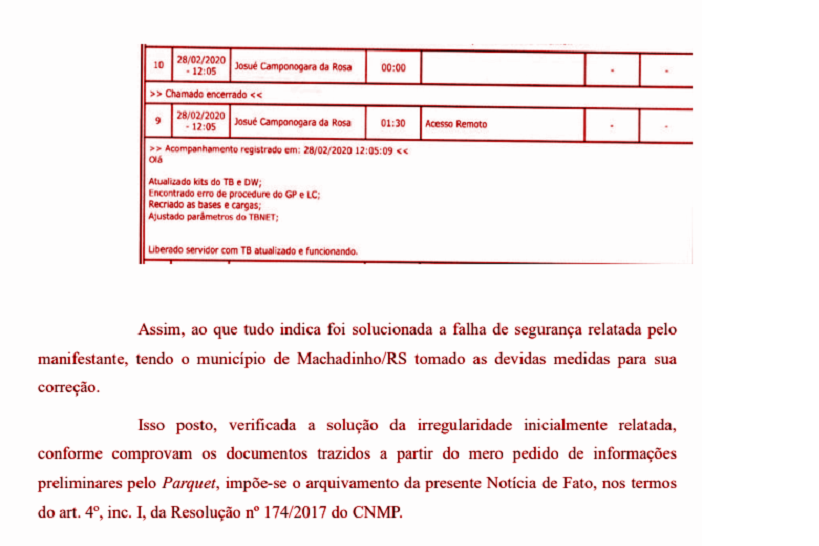 10 28/02/2020 - 12:05 Josué Camponogara da Rosa 00:00 - -
>> Chamado encerrado <<
9 28/02/2020 - 12:05 Josué Camponogara da Rosa 01:30 Acesso Remoto - -
>> Acompanhamento registrado em: 28/02/2020 12:05:09 <<
Olá
Atualizado kits do TB e DW;
Encontrado erro de procedure do GP e LC;
Recriado as bases e cargas;
Ajustado parâmetros do TBNET;
Liberado servidor com TB atualizado e funcionando.
Assim, ao que tudo indica foi solucionada a falha de segurança relatada pelo
manifestante, tendo o município de Machadinho/RS tomado as devidas medidas para sua
correção.
Isso posto, verificada a solução da irregularidade inicialmente relatada,
conforme comprovam os documentos trazidos a partir do mero pedido de informações
preliminares pelo Parquet, impõe-se o arquivamento da presente Notícia de Fato, nos termos
do art. 4º, inc. I, da Resolução nº 174/2017 do CNMP.